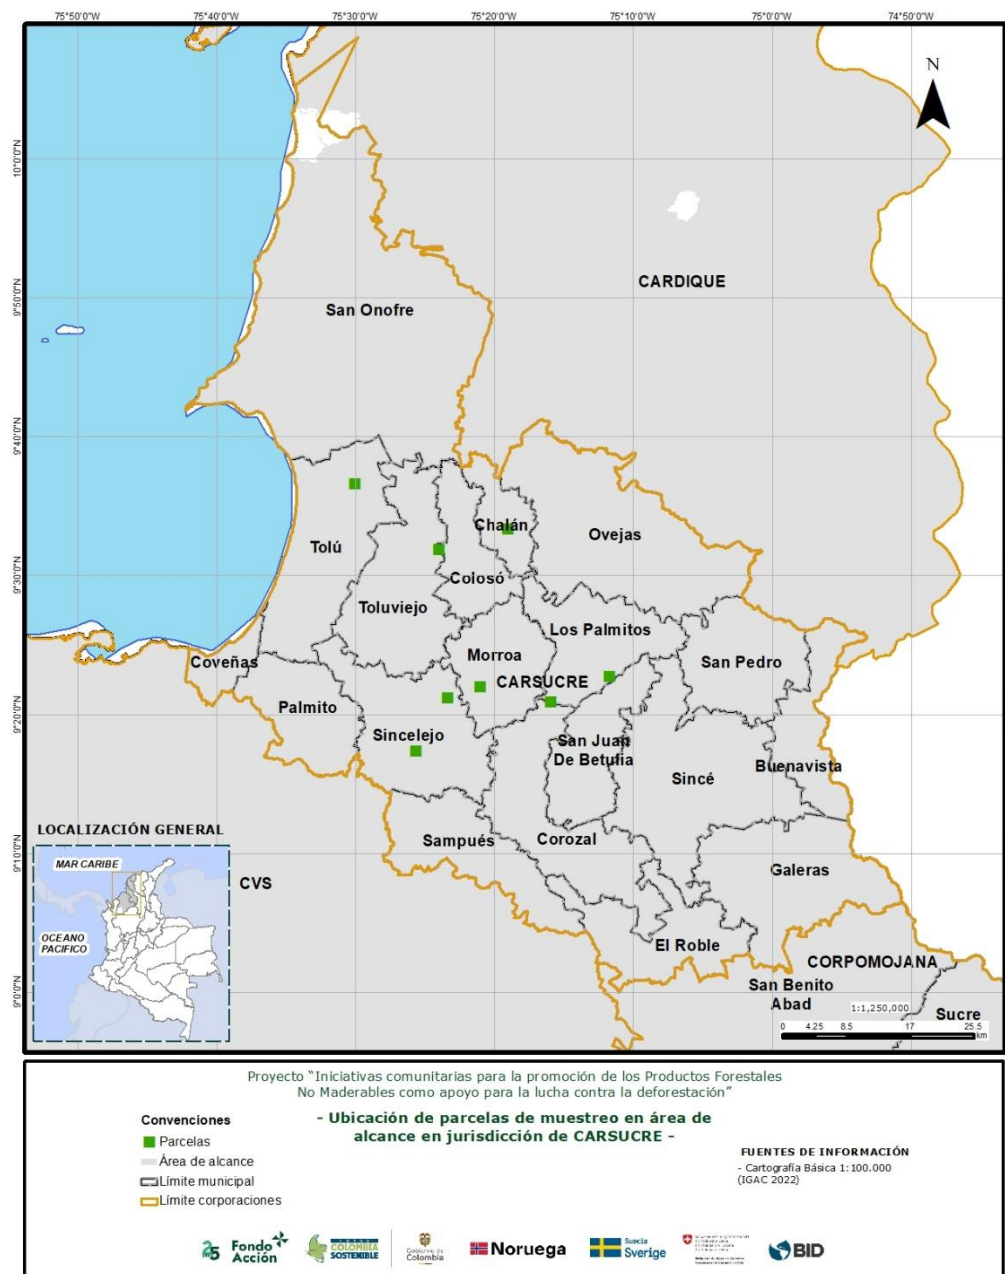 75°50'0"W
75°40'0"W
75°30'0"W
75°20'0"W
75°10'0"W
75°0'0"W
74°50'0"W
N
10°0'0"N
9°50'0"N
9°40'0"N
9°30'0"N
9°20'0"N
9°10'0"N
9°0'0"N
CARDIQUE
San Onofre
Chalán
Ovejas
Tolú
Colosó
Toluviejo
Los Palmitos
Morroa
San Pedro
Coveñas
CARSUCRE
Palmito
Sincelejo
San Juan
De Betulia
Buenavista
Sincé
Sampués
Corozal
Galeras
CVS
El Roble
CORPOMOJANA
San Benito
Abad
Sucre
LOCALIZACIÓN GENERAL
MAR CARIBE
OCEANO
PACIFICO
1:1,250,000
0 4.25 8.5 17 25.5
km
Proyecto "Iniciativas comunitarias para la promoción de los Productos Forestales
No Maderables como apoyo para la lucha contra la deforestación"
- Ubicación de parcelas de muestreo en área de
alcance en jurisdicción de CARSUCRE -
Convenciones
Parcelas
Área de alcance
Límite municipal
Límite corporaciones
FUENTES DE INFORMACIÓN
- Cartografía Básica 1:100.000
(IGAC 2022)
Fondo
Acción
COLOMBIA
SOSTENIBLE
Gobierno de
Colombia
Noruega
Suecia
Sverige
BID